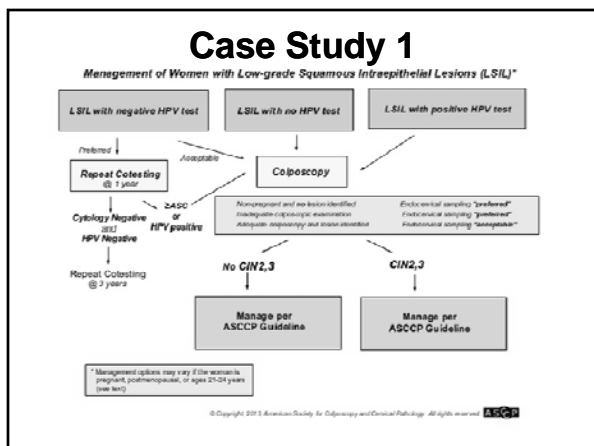 Case Study 1
Management of Women with Low-grade Squamous Intraepithelial Lesions (LSIL)*
LSIL with negative HPV test
LSIL with no HPV test
LSIL with positive HPV test
Preferred
Acceptable
Repeat Cotesting
@ 1 year
Colposcopy
≥ASC
or
HPV positive
Cytology Negative
and
HPV Negative
Non-pregnant and no lesion identified
Endocervical sampling "preferred"
Inadequate colposcopic examination
Endocervical sampling "preferred"
Adequate colposcopy and lesion identified
Endocervical sampling "acceptable"
Repeat Cotesting
@ 3 years
No CIN2,3
CIN2,3
Manage per
ASCCP Guideline
Manage per
ASCCP Guideline
* Management options may vary if the woman is
pregnant, postmenopausal, or ages 21-24 years
(see text)
© Copyright, 2013, American Society for Colposcopy and Cervical Pathology. All rights reserved.
ASCCP